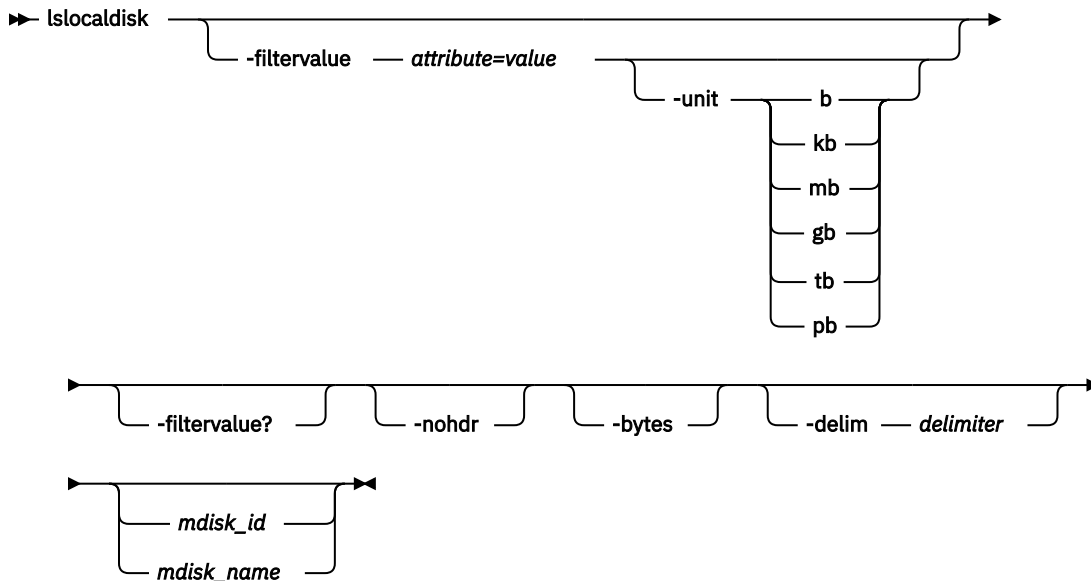 lslocaldisk
-filtervalue attribute=value
-unit b
kb
mb
gb
tb
pb
-filtervalue? -nohdr -bytes -delim delimiter
mdisk_id
mdisk_name